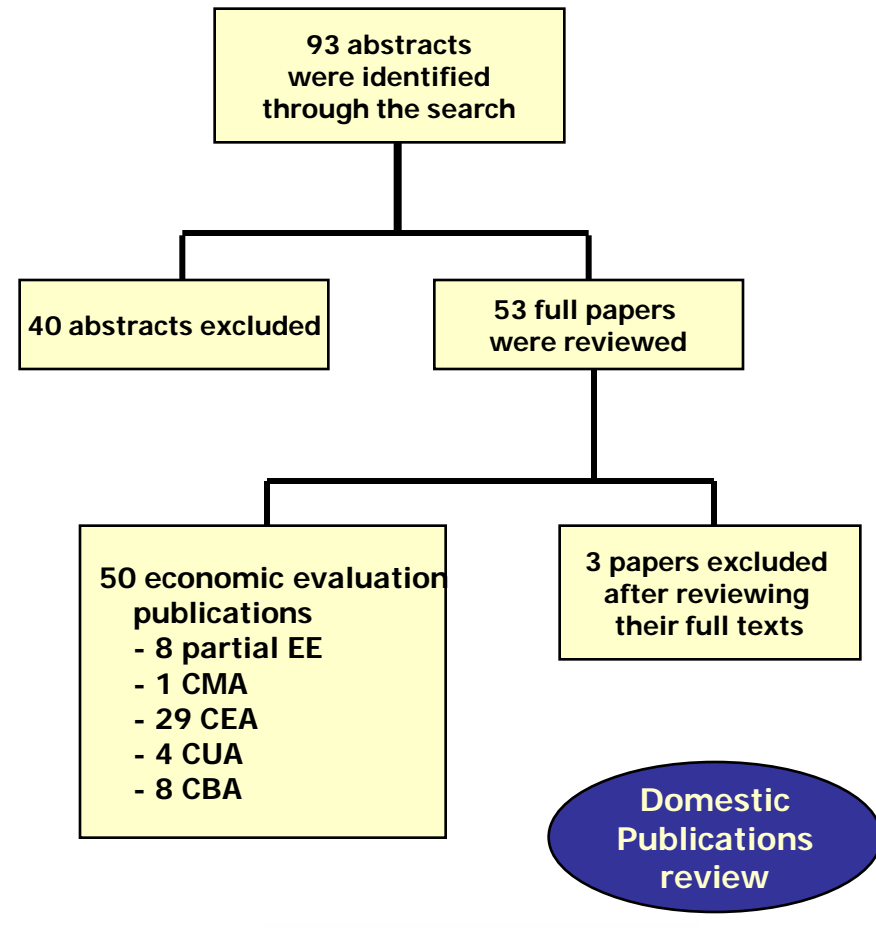 93 abstracts
were identified
through the search
40 abstracts excluded
53 full papers
were reviewed
50 economic evaluation
publications
- 8 partial EE
- 1 CMA
- 29 CEA
- 4 CUA
- 8 CBA
3 papers excluded
after reviewing
their full texts
Domestic
Publications
review